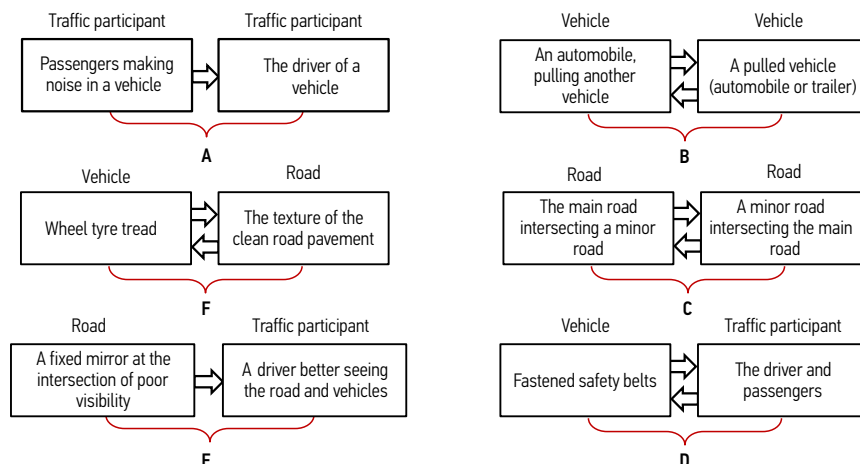 Traffic participant
Traffic participant
Passengers making
noise in a vehicle
The driver of a
vehicle
A
Vehicle
Vehicle
An automobile,
pulling another
vehicle
A pulled vehicle
(automobile or trailer)
B
Vehicle
Road
Wheel tyre tread
The texture of the
clean road pavement
F
Road
Road
The main road
intersecting a minor
road
A minor road
intersecting the main
road
C
Road
Traffic participant
A fixed mirror at the
intersection of poor
visibility
A driver better seeing
the road and vehicles
E
Vehicle
Traffic participant
Fastened safety belts
The driver and
passengers
D